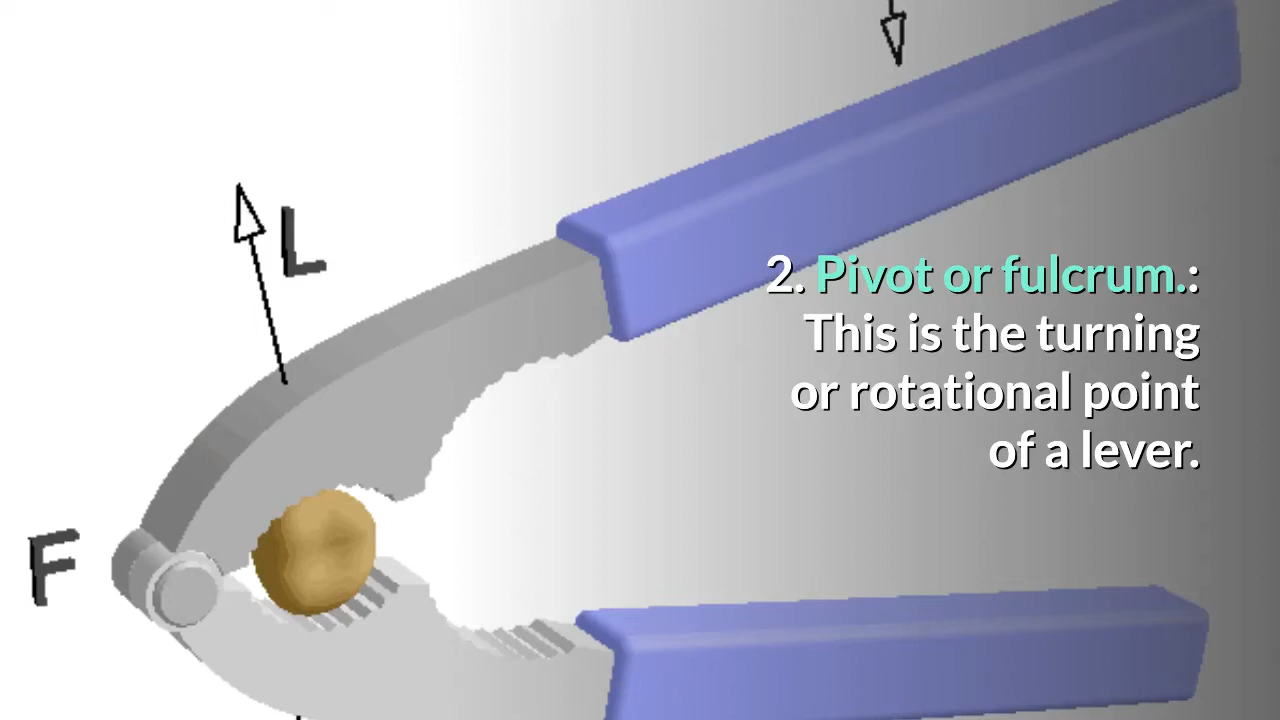 L
2. Pivot or fulcrum.:
This is the turning
or rotational point
of a lever.
F